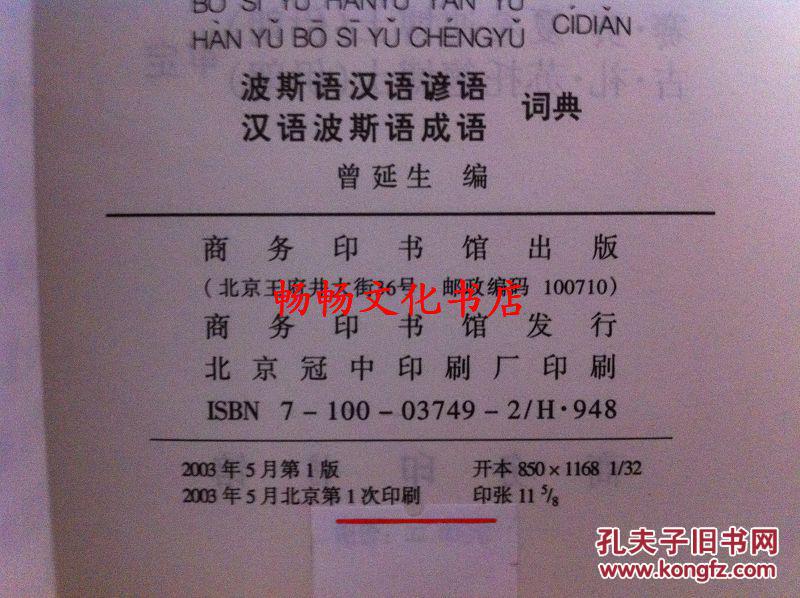 BŌ SĪ YǓ HÀNYǓ YÀN YǓ
HÀN YǓ BŌ SĪ YǓ CHÉNGYǓ CÍDIǍN
波斯语汉语谚语
汉语波斯语成语 词典
曾延生 编
商务印书馆出版
(北京王府井大街36号 邮政编码 100710)
畅畅文化书店
商务印书馆发行
北京冠中印刷厂印刷
ISBN 7-100-03749-2/H·948
2003年5月第1版 开本 850×1168 1/32
2003年5月北京第1次印刷 印张 11 5/8
孔夫子旧书网
www.kongfz.com